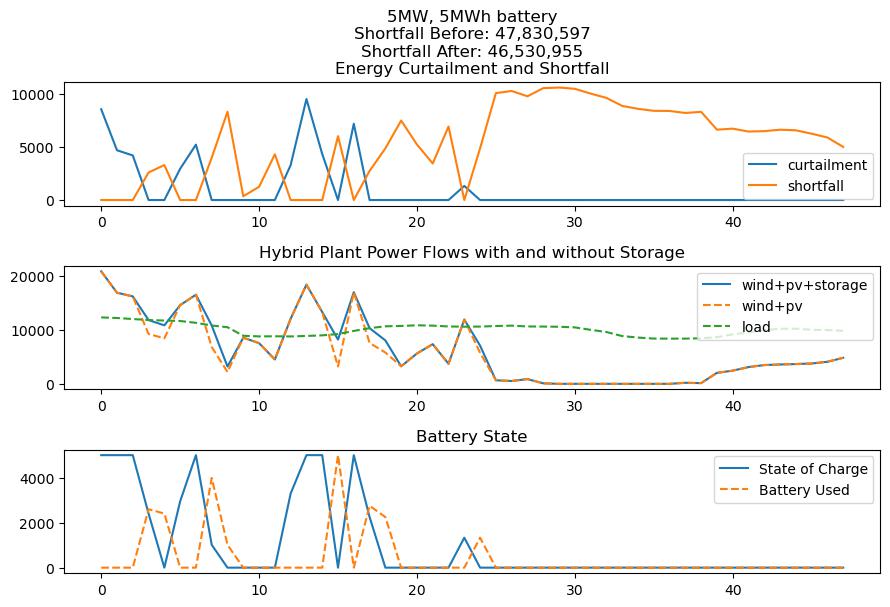 5MW, 5MWh battery
Shortfall Before: 47,830,597
Shortfall After: 46,530,955
Energy Curtailment and Shortfall
10000
5000
0
curtailment
shortfall
0 10 20 30 40
Hybrid Plant Power Flows with and without Storage
20000
10000
0
wind+pv+storage
wind+pv
load
0 10 20 30 40
Battery State
4000
2000
0
State of Charge
Battery Used
0 10 20 30 40